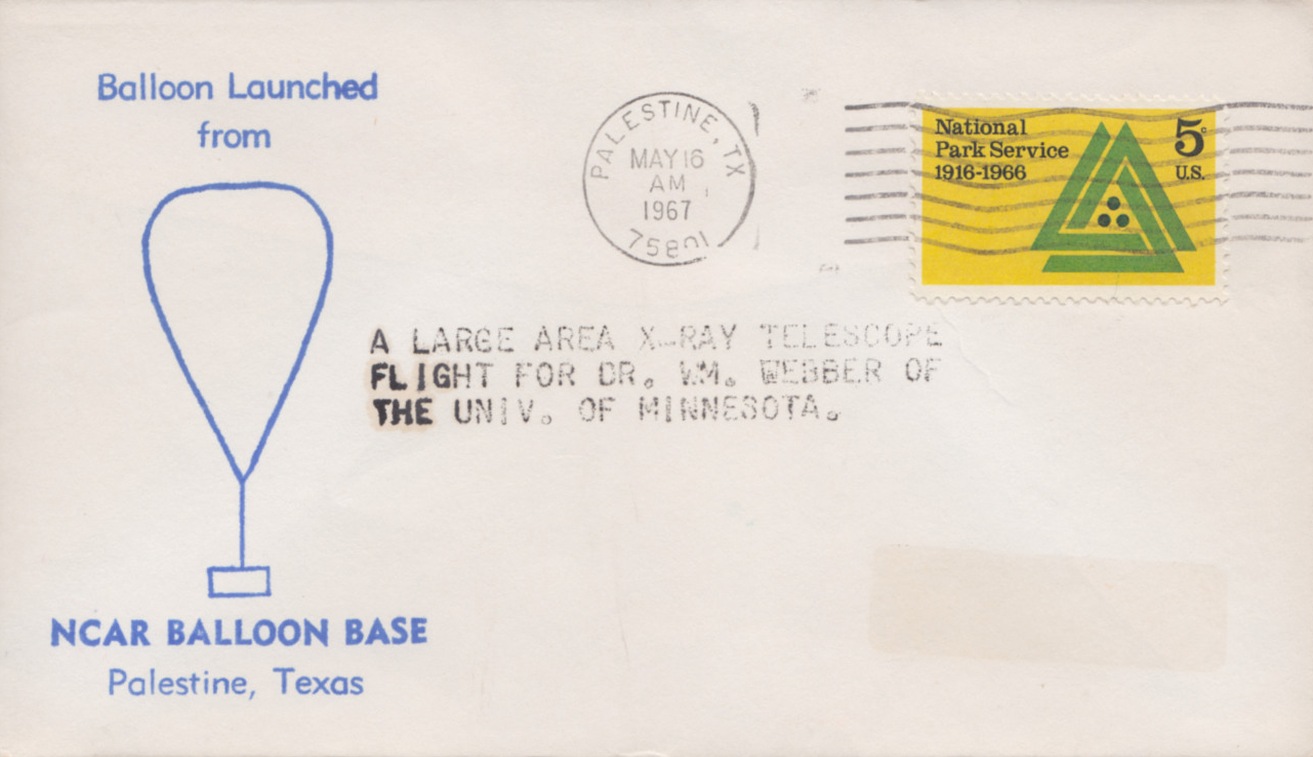 Balloon Launched
from
PALESTINE, TX
MAY 16
AM
1967
75801
National
Park Service
1916-1966
5c
U.S.
A LARGE AREA X-RAY TELESCOPE
FLIGHT FOR DR. WM. WEBBER OF
THE UNIV. OF MINNESOTA.
NCAR BALLOON BASE
Palestine, Texas